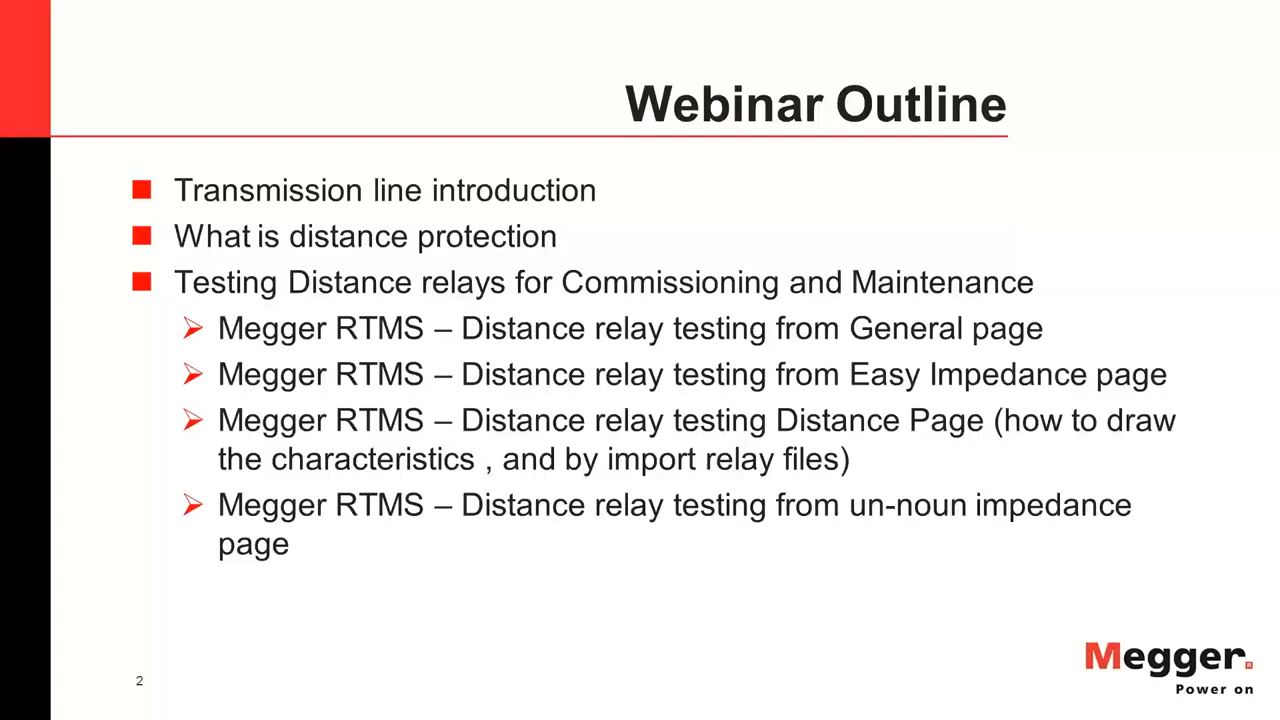 Webinar Outline
Transmission line introduction
What is distance protection
Testing Distance relays for Commissioning and Maintenance
Megger RTMS – Distance relay testing from General page
Megger RTMS – Distance relay testing from Easy Impedance page
Megger RTMS – Distance relay testing Distance Page (how to draw
the characteristics , and by import relay files)
Megger RTMS – Distance relay testing from un-noun impedance
page
Megger.
Power on
2